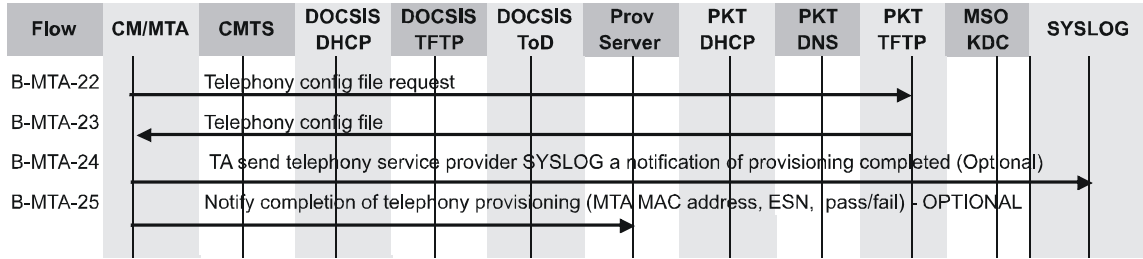 Flow CM/MTA CMTS DOCSIS DHCP DOCSIS TFTP DOCSIS ToD Prov Server PKT DHCP PKT DNS PKT TFTP MSO KDC SYSLOG
B-MTA-22 Telephony config file request
B-MTA-23 Telephony config file
B-MTA-24 TA send telephony service provider SYSLOG a notification of provisioning completed (Optional)
B-MTA-25 Notify completion of telephony provisioning (MTA MAC address, ESN, pass/fail) - OPTIONAL